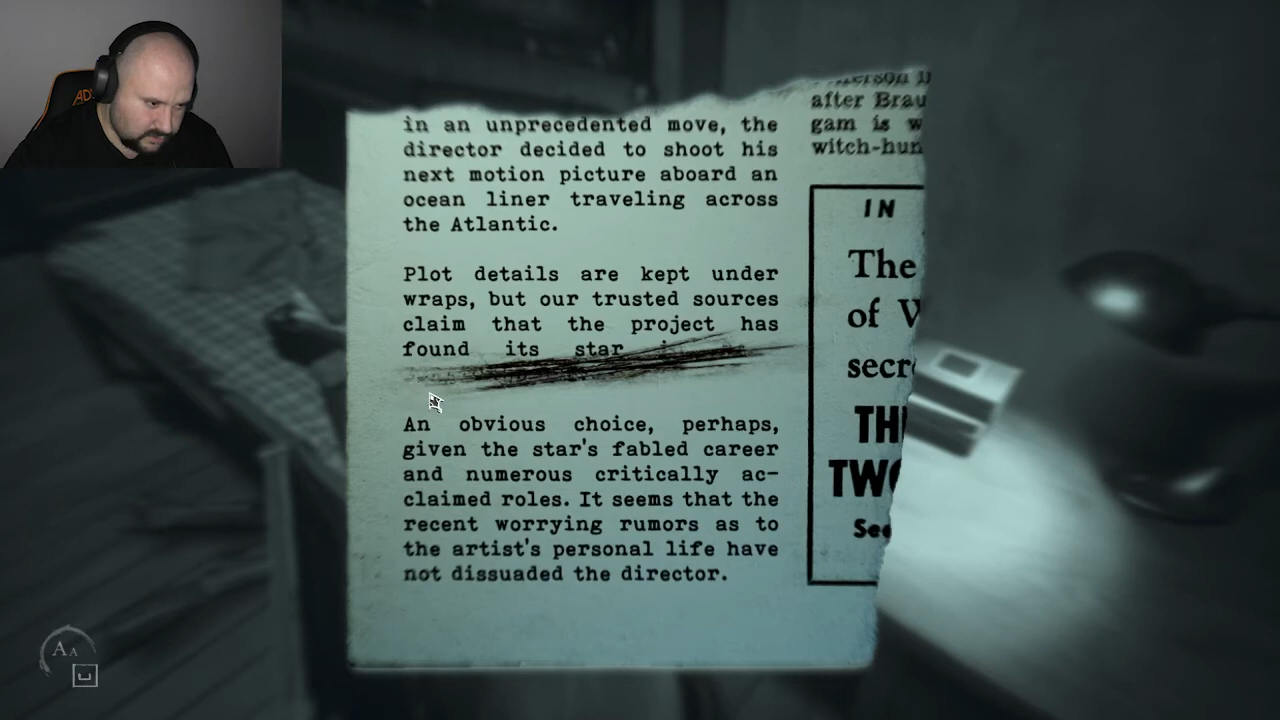 AD
in an unprecedented move, the
director decided to shoot his
next motion picture aboard an
ocean liner traveling across
the Atlantic.
Plot details are kept under
wraps, but our trusted sources
claim that the project has
found its star
An obvious choice, perhaps,
given the star's fabled career
and numerous critically ac-
claimed roles. It seems that the
recent worrying rumors as to
the artist's personal life have
not dissuaded the director.
after Brau
gam is w
witch-hun
IN
The
of
secr
TH
TWO
See
AA